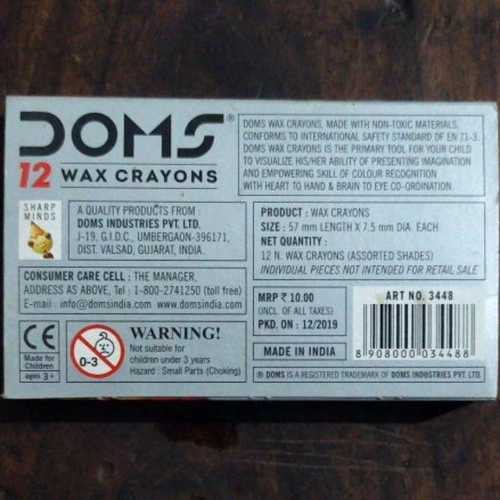 DOMS®
12 WAX CRAYONS
DOMS WAX CRAYONS, MADE WITH NON-TOXIC MATERIALS,
CONFORMS TO INTERNATIONAL SAFETY STANDARD OF EN 71-3.
DOMS WAX CRAYONS IS THE PRIMARY TOOL FOR YOUR CHILD
TO VISUALIZE HIS/HER ABILITY OF PRESENTING IMAGINATION
AND EMPOWERING SKILL OF COLOUR RECOGNITION
WITH HEART TO HAND & BRAIN TO EYE CO-ORDINATION.
SHARP
MINDS
A QUALITY PRODUCTS FROM :
DOMS INDUSTRIES PVT. LTD.
J-19, G.I.D.C., UMBERGAON-396171,
DIST. VALSAD, GUJARAT, INDIA.
PRODUCT : WAX CRAYONS
SIZE : 57 mm LENGTH X 7.5 mm DIA. EACH
NET QUANTITY :
12 N. WAX CRAYONS (ASSORTED SHADES)
INDIVIDUAL PIECES NOT INTENDED FOR RETAIL SALE
CONSUMER CARE CELL : THE MANAGER,
ADDRESS AS ABOVE, Tel : 1-800-2741250 (toll free)
E-mail : info@domsindia.com www.domsindia.com
MRP ₹ 10.00
(INCL. OF ALL TAXES)
PKD. ON : 12/2019
MADE IN INDIA
ART NO. 3448
8 908000 034488
CE
Made for
Children
ages 3+
0-3
WARNING!
Not suitable for
children under 3 years
Hazard : Small Parts (Choking)
® DOMS IS A REGISTERED TRADEMARK OF DOMS INDUSTRIES PVT. LTD.